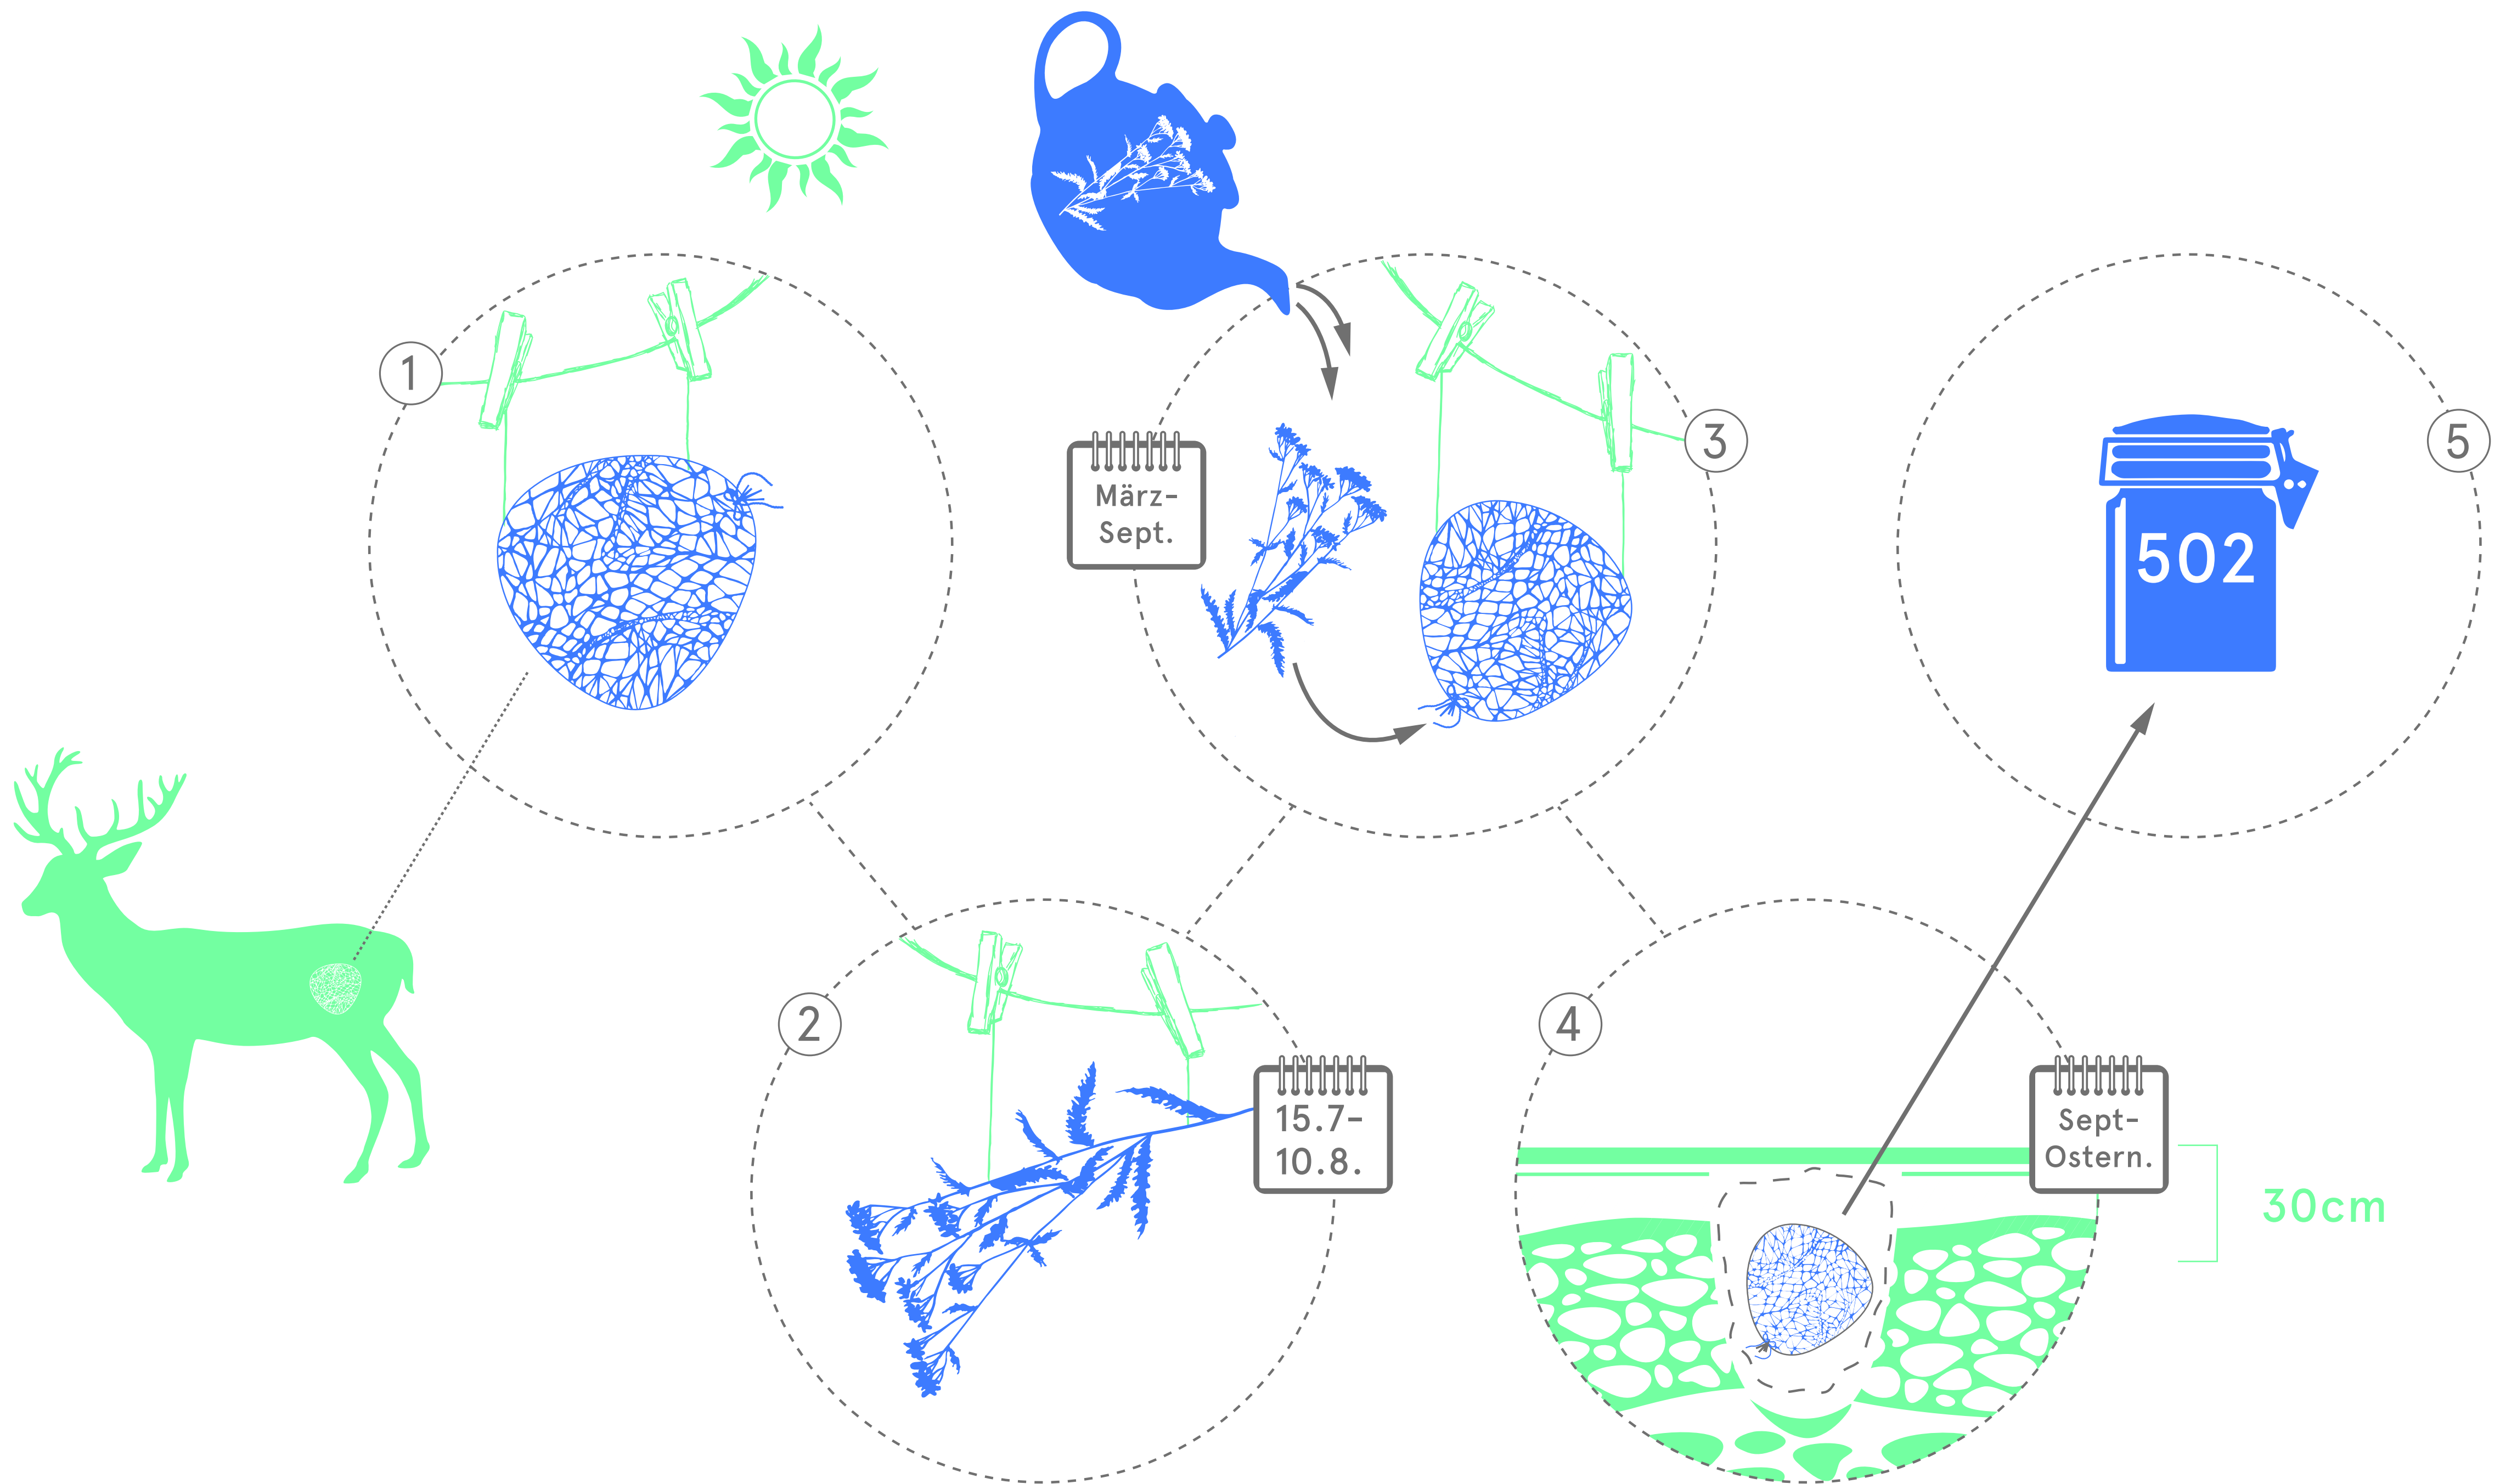 1
März-
Sept.
3
502
5
2
15.7-
10.8.
4
Sept-
Ostern.
30cm